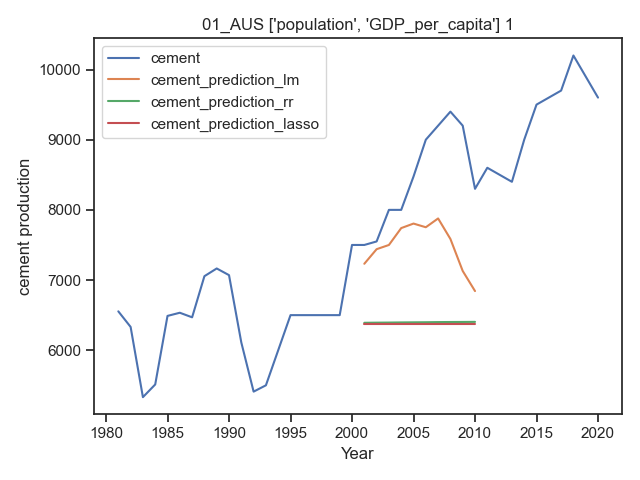 01_AUS ['population', 'GDP_per_capita'] 1
cement
cement_prediction_lm
cement_prediction_rr
cement_prediction_lasso
cement production
10000
9000
8000
7000
6000
1980 1985 1990 1995 2000 2005 2010 2015 2020
Year